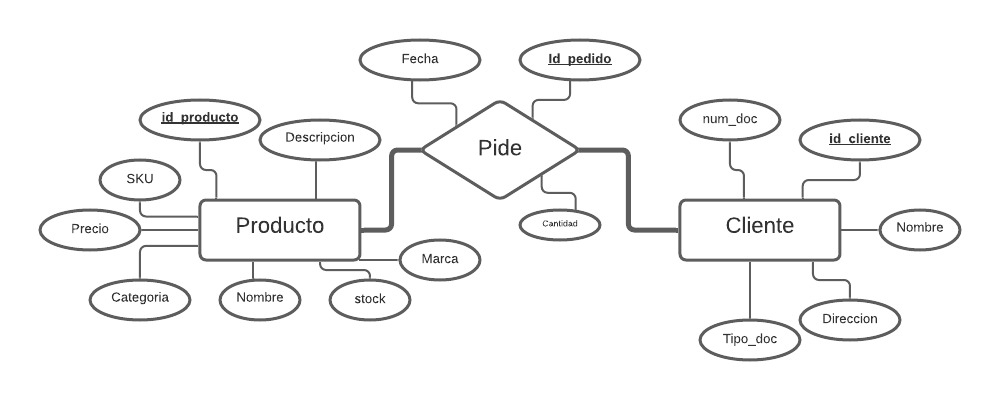 Fecha
Id_pedido
id_producto
Descripcion
num_doc
id_cliente
Pide
SKU
Producto
Cantidad
Cliente
Precio
Nombre
Marca
Categoria
Nombre
stock
Direccion
Tipo_doc